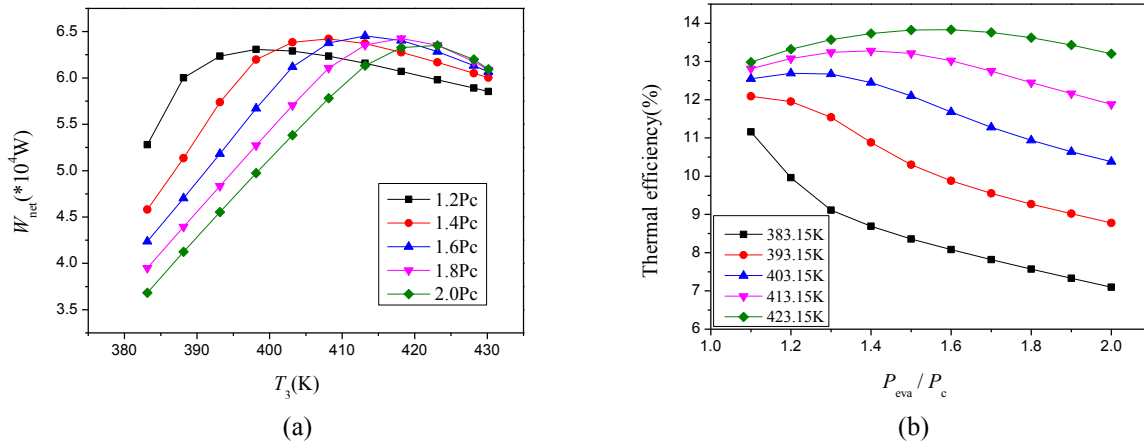 6.5
6.0
5.5
5.0
4.5
4.0
3.5
W_net(*10^4W)
1.2Pc
1.4Pc
1.6Pc
1.8Pc
2.0Pc
380 390 400 410 420 430
T_3(K)
(a)
14
13
12
11
10
9
8
7
6
Thermal efficiency(%)
383.15K
393.15K
403.15K
413.15K
423.15K
1.0 1.2 1.4 1.6 1.8 2.0
P_eva / P_c
(b)